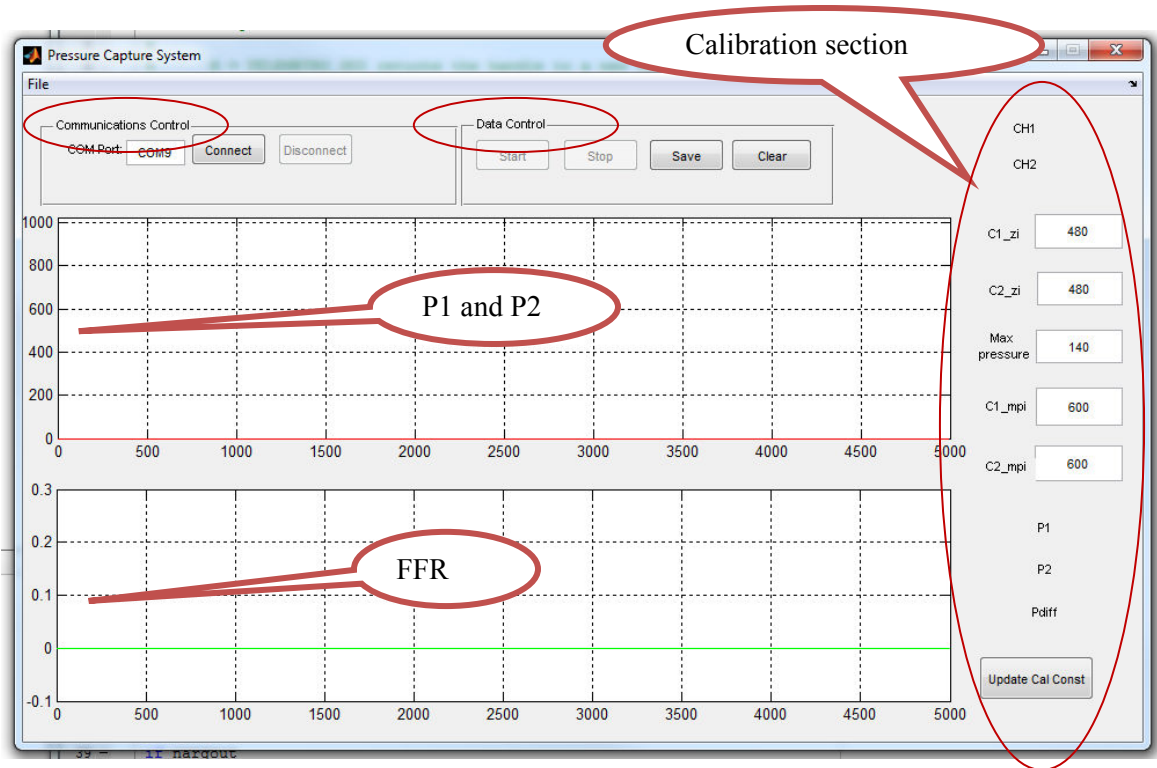 Calibration section
Pressure Capture System
File
Communications Control
COM Port: COM9 Connect Disconnect
Data Control
Start Stop Save Clear
CH1
CH2
C1_zi 480
C2_zi 480
Max pressure 140
C1_mpi 600
C2_mpi 600
P1
P2
Pdiff
Update Cal Const
1000
800
600
400
200
0
0 500 1000 1500 2000 2500 3000 3500 4000 4500 5000
P1 and P2
0.3
0.2
0.1
0
-0.1
0 500 1000 1500 2000 2500 3000 3500 4000 4500 5000
FFR
39 - if nargout